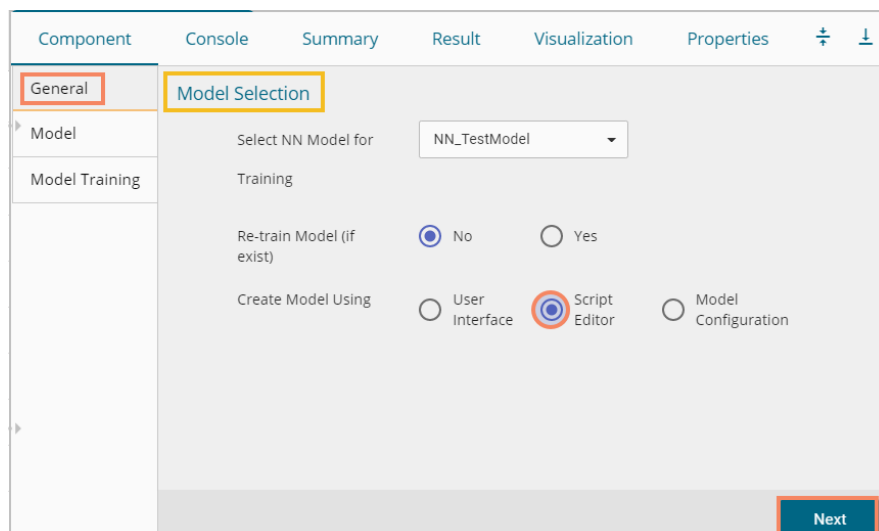 Component Console Summary Result Visualization Properties
General
Model
Model Training
Model Selection
Select NN Model for
Training
NN_TestModel
Re-train Model (if
exist)
No
Yes
Create Model Using
User
Interface
Script
Editor
Model
Configuration
Next